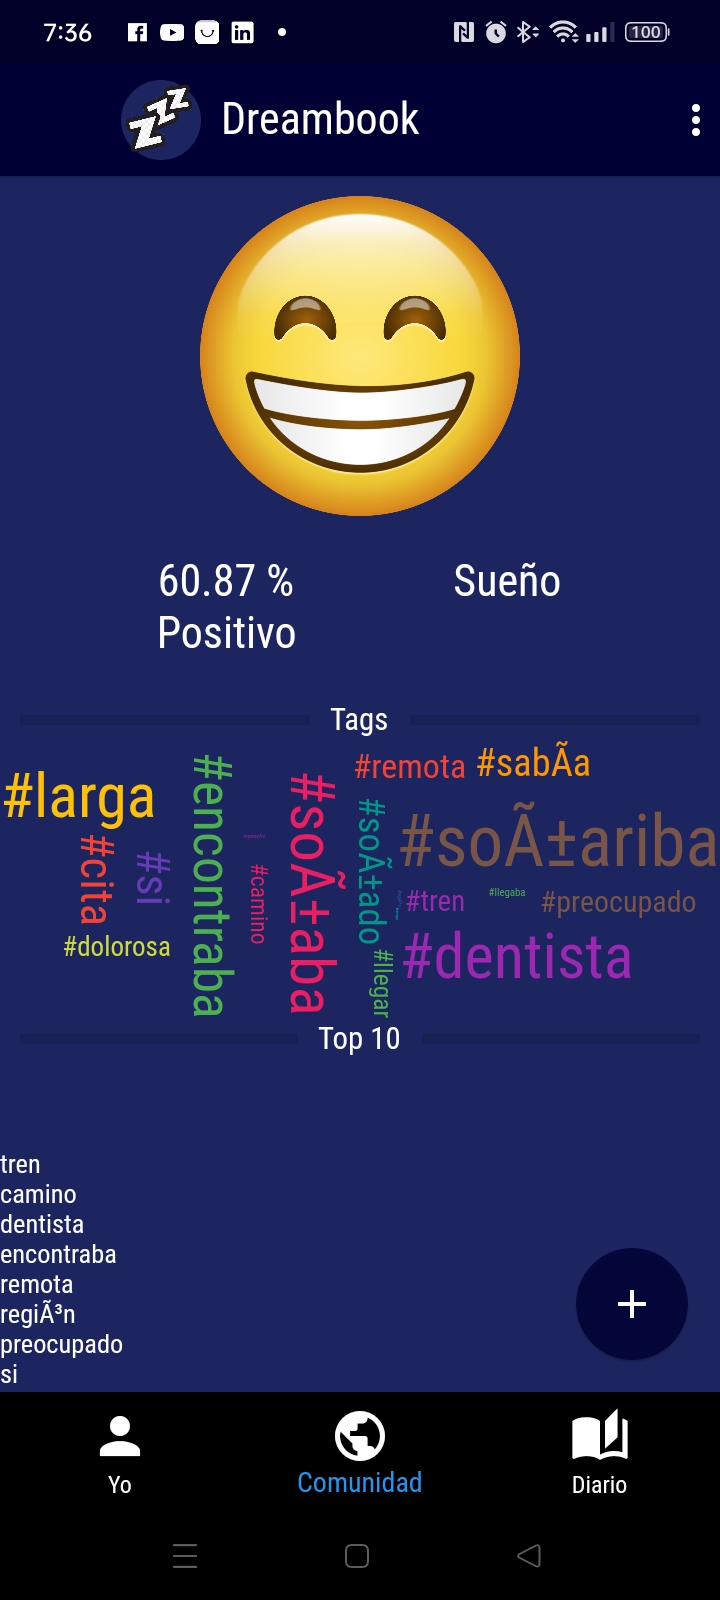 7:36
100
Dreambook
60.87 %
Positivo
Sueño
Tags
#remota
#sabÃa
#larga
#encontraba
#soÃ±aba
#soÃ±ado
#soÃ±ariba
#cita
#si
#camino
#tren
#llegaba
#preocupado
#dolorosa
#llegar
#dentista
Top 10
tren
camino
dentista
encontraba
remota
regiÃ³n
preocupado
si
Yo
Comunidad
Diario